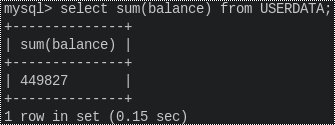 mysql> select sum(balance) from USERDATA;
+--------------+
| sum(balance) |
+--------------+
| 449827       |
+--------------+
1 row in set (0.15 sec)